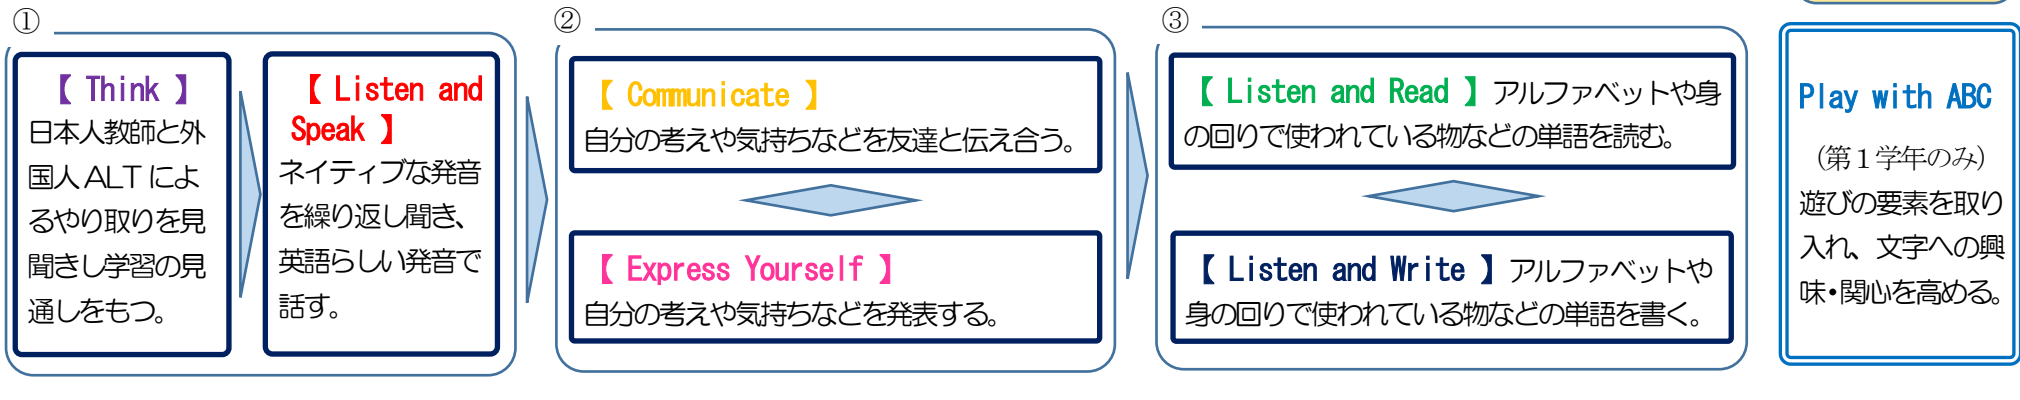 ①
【 Think 】
日本人教師と外
国人ALTによ
るやり取りを見
聞きし学習の見
通しをもつ。
【 Listen and
Speak 】
ネイティブな発音
を繰り返し聞き、
英語らしい発音で
話す。
②
【 Communicate 】
自分の考えや気持ちなどを友達と伝え合う。
【 Express Yourself 】
自分の考えや気持ちなどを発表する。
③
【 Listen and Read 】アルファベットや身
の回りで使われている物などの単語を読む。
【 Listen and Write 】アルファベットや
身の回りで使われている物などの単語を書く。
Play with ABC
（第１学年のみ）
遊びの要素を取り
入れ、文字への興
味・関心を高める。